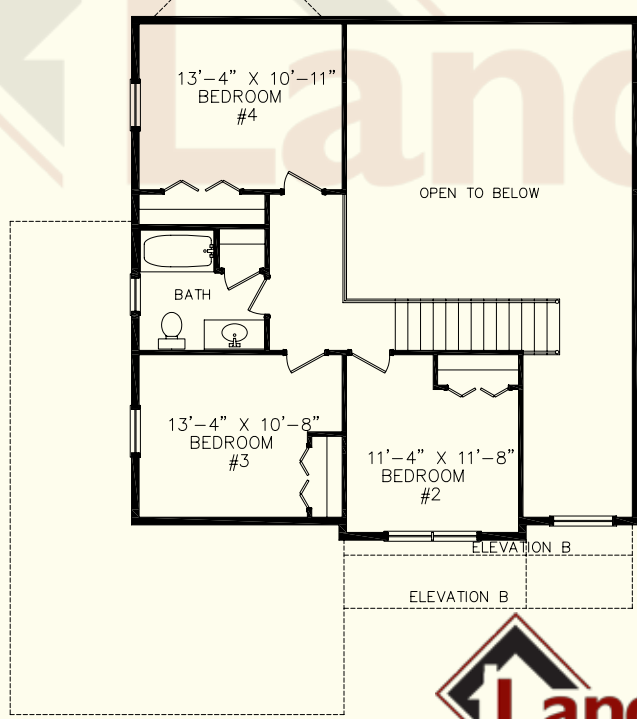 Land
13'-4" X 10'-11"
BEDROOM
#4
OPEN TO BELOW
BATH
13'-4" X 10'-8"
BEDROOM
#3
11'-4" X 11'-8"
BEDROOM
#2
ELEVATION B
ELEVATION B